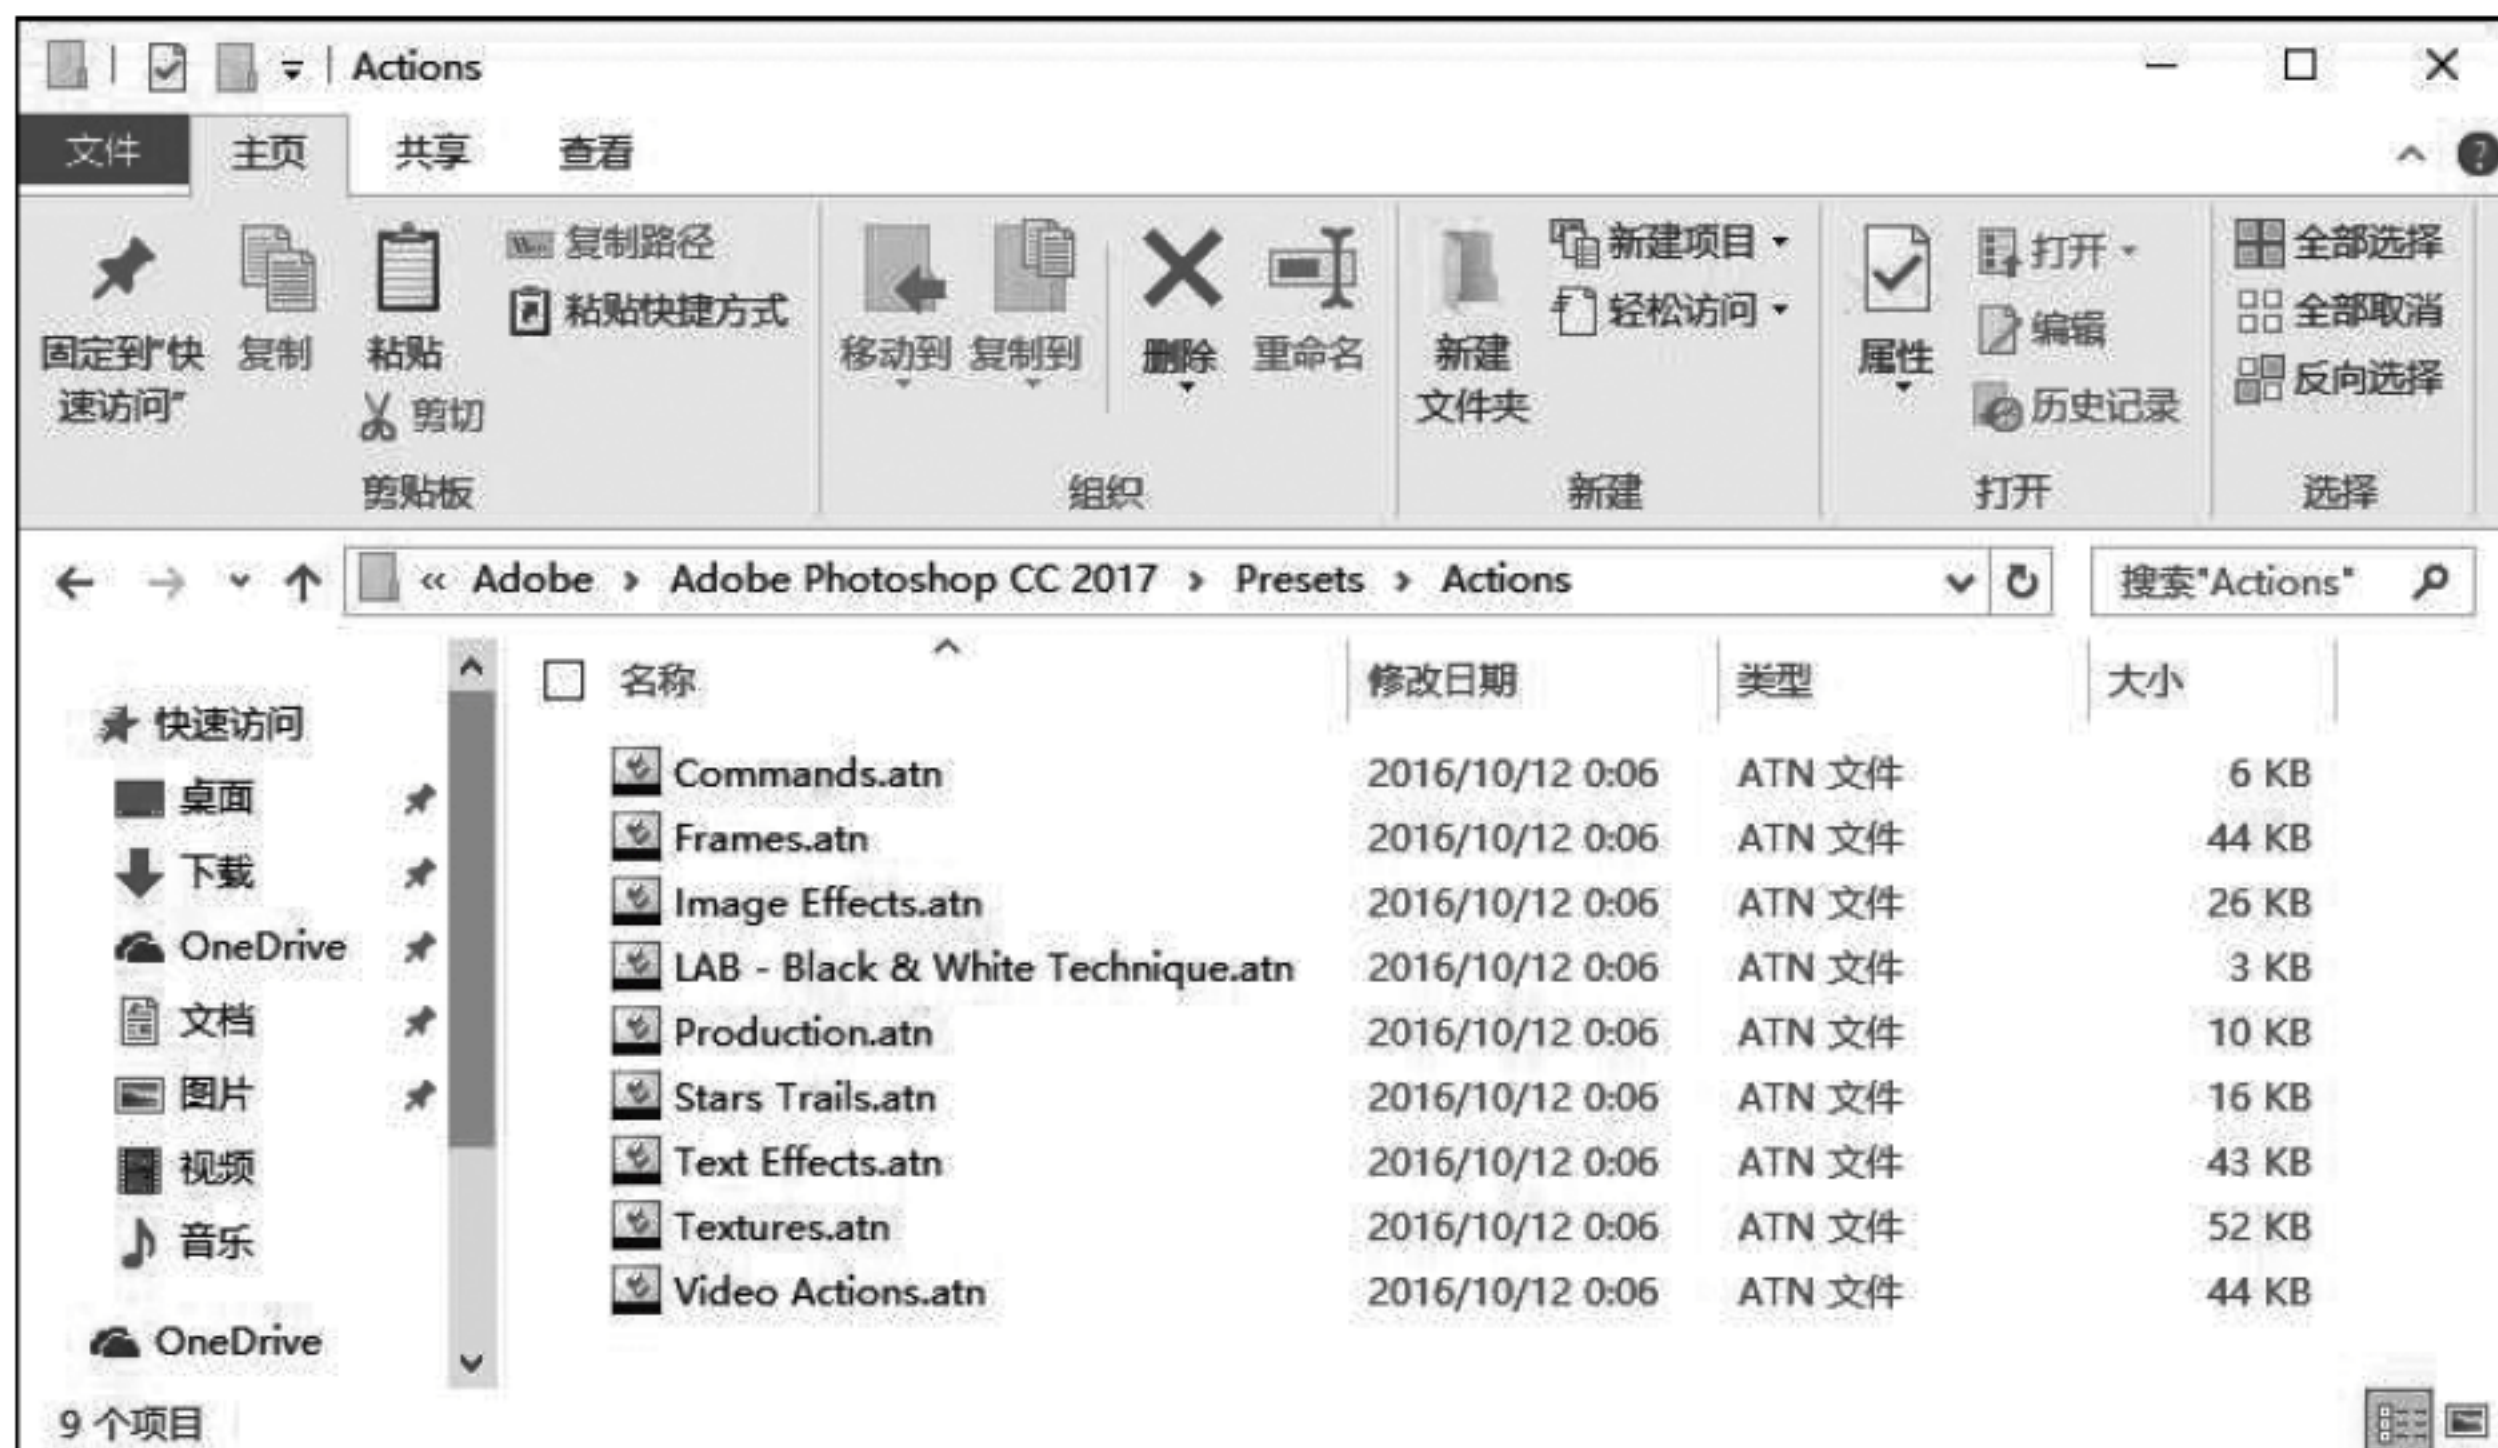 Actions
文件 主页 共享 查看
固定到"快速访问"
复制
粘贴
剪切
复制路径
粘贴快捷方式
剪贴板
移动到
复制到
删除
重命名
组织
新建
文件夹
新建项目
轻松访问
新建
属性
打开
编辑
历史记录
打开
全部选择
全部取消
反向选择
选择
« Adobe › Adobe Photoshop CC 2017 › Presets › Actions
搜索"Actions"
快速访问
桌面
下载
OneDrive
文档
图片
视频
音乐
OneDrive
名称 修改日期 类型 大小
Commands.atn 2016/10/12 0:06 ATN 文件 6 KB
Frames.atn 2016/10/12 0:06 ATN 文件 44 KB
Image Effects.atn 2016/10/12 0:06 ATN 文件 26 KB
LAB - Black & White Technique.atn 2016/10/12 0:06 ATN 文件 3 KB
Production.atn 2016/10/12 0:06 ATN 文件 10 KB
Stars Trails.atn 2016/10/12 0:06 ATN 文件 16 KB
Text Effects.atn 2016/10/12 0:06 ATN 文件 43 KB
Textures.atn 2016/10/12 0:06 ATN 文件 52 KB
Video Actions.atn 2016/10/12 0:06 ATN 文件 44 KB
9 个项目